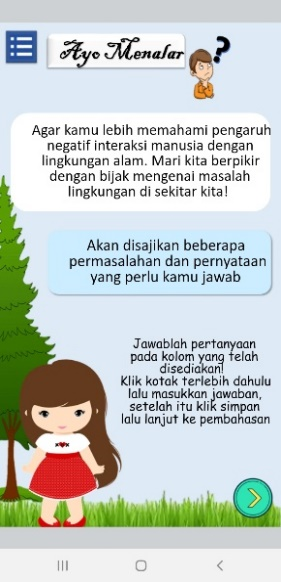 Ayo Menalar
Agar kamu lebih memahami pengaruh
negatif interaksi manusia dengan
lingkungan alam. Mari kita berpikir
dengan bijak mengenai masalah
lingkungan di sekitar kita!
Akan disajikan beberapa
permasalahan dan pernyataan
yang perlu kamu jawab
Jawablah pertanyaan
pada kolom yang telah
disediakan!
Klik kotak terlebih dahulu
lalu masukkan jawaban,
setelah itu klik simpan
lalu lanjut ke pembahasan